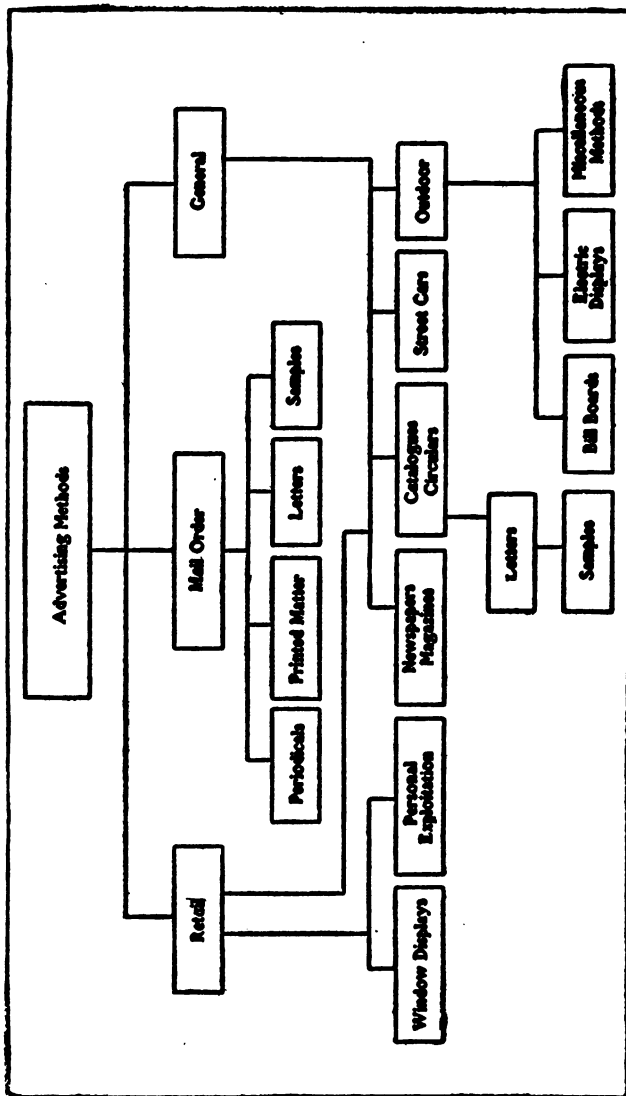 Advertising Methods
Retail
Mail Order
General
Periodicals
Printed Matter
Letters
Samples
Window Displays
Personal
Exploitation
Newspapers
Magazines
Catalogues
Circulars
Street Cars
Outdoor
Letters
Samples
Bill Boards
Electric
Displays
Miscellaneous
Methods